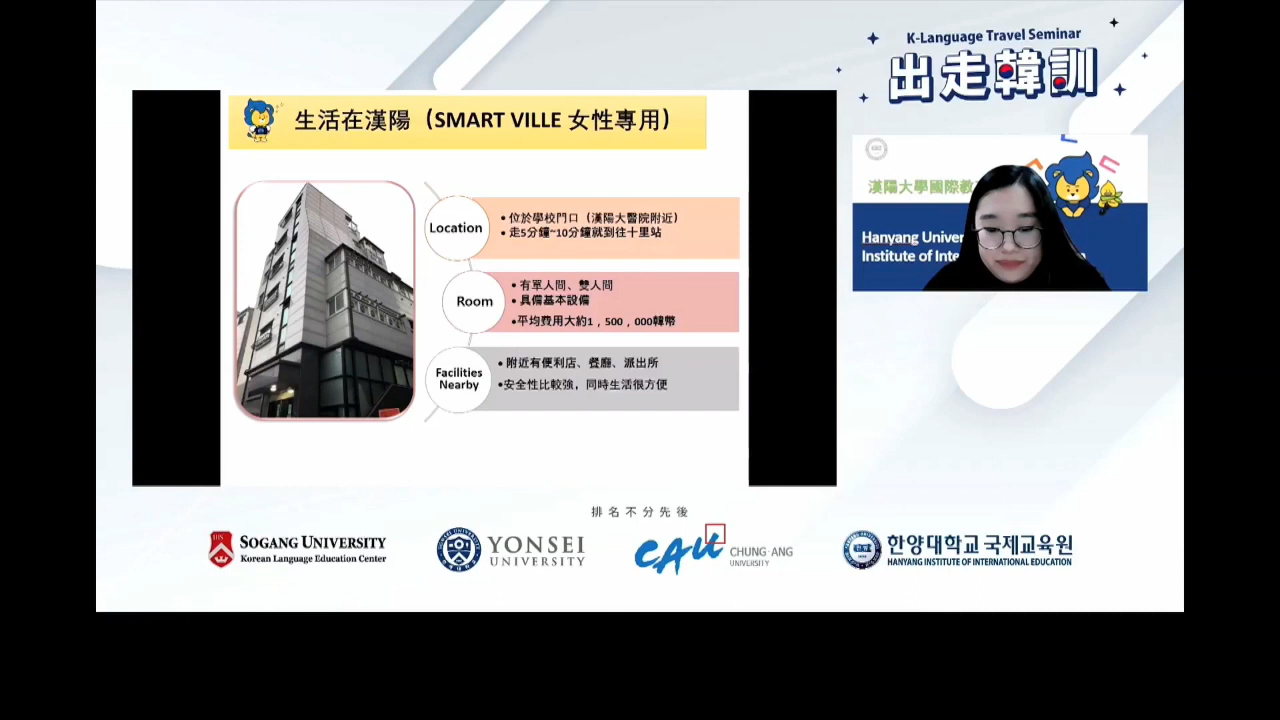 K-Language Travel Seminar
出走韓訓
生活在漢陽（SMART VILLE 女性專用）
Location
• 位於學校門口（漢陽大醫院附近）
• 走5分鐘~10分鐘就到往十里站
Room
• 有單人間、雙人間
• 具備基本設備
•平均費用大約1，500，000韓幣
Facilities
Nearby
• 附近有便利店、餐廳、派出所
•安全性比較強，同時生活很方便
漢陽大學國際教
Hanyang Univer
Institute of Inte
排名不分先後
SOGANG UNIVERSITY
Korean Language Education Center
YONSEI
UNIVERSITY
CAU
CHUNG-ANG
UNIVERSITY
한양대학교 국제교육원
HANYANG INSTITUTE OF INTERNATIONAL EDUCATION